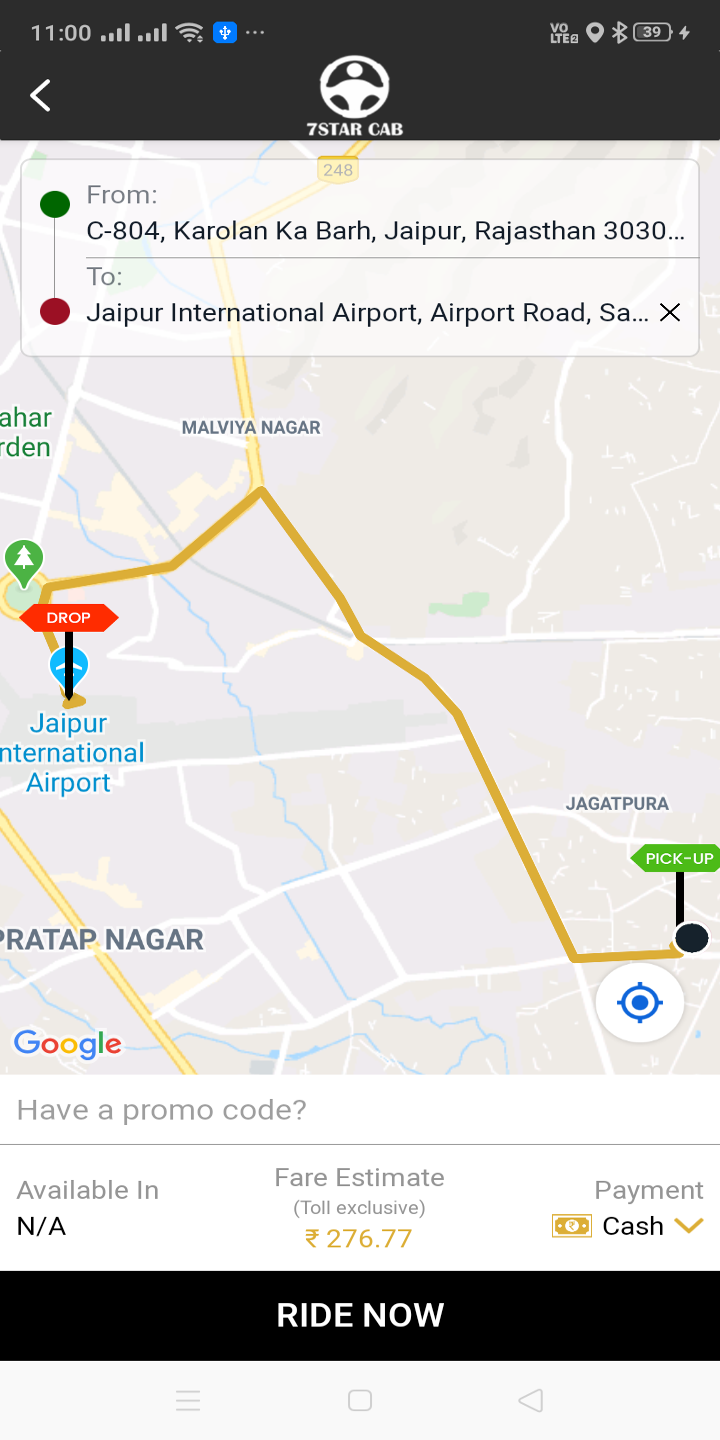 11:00
VO
LTE2
39
7STAR CAB
248
From:
C-804, Karolan Ka Barh, Jaipur, Rajasthan 3030...
To:
Jaipur International Airport, Airport Road, Sa...
ahar
rden
MALVIYA NAGAR
DROP
Jaipur
nternational
Airport
JAGATPURA
PICK-UP
PRATAP NAGAR
Google
Have a promo code?
Available In
N/A
Fare Estimate
(Toll exclusive)
₹ 276.77
Payment
Cash
RIDE NOW